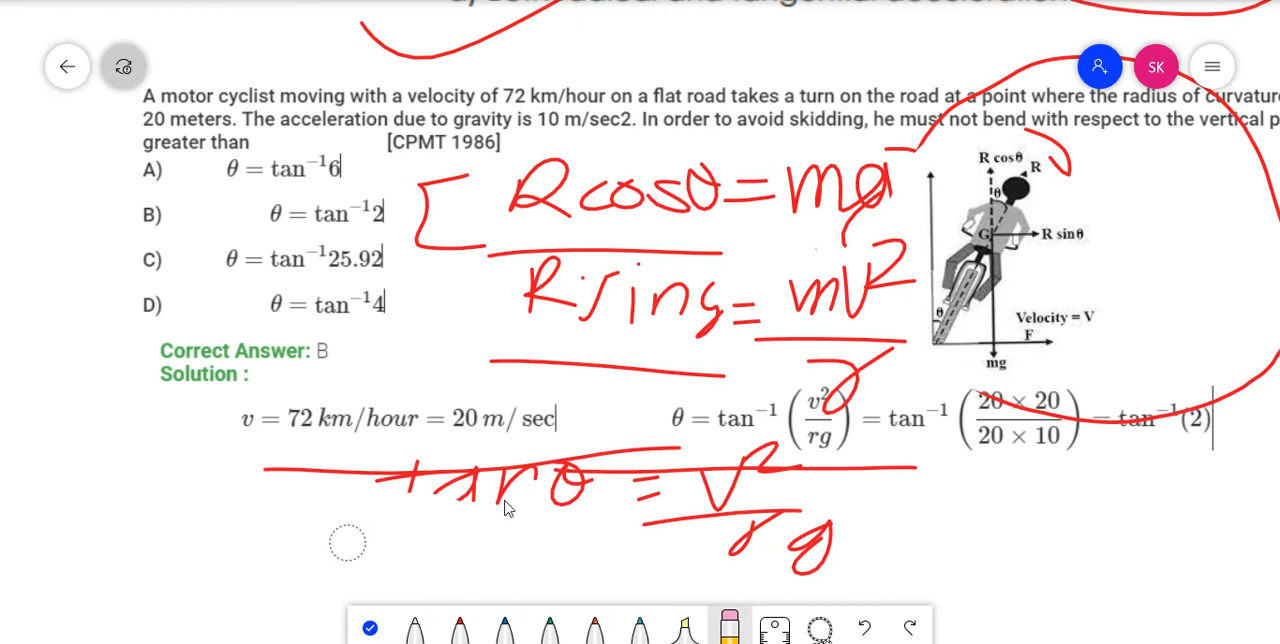 SK
A motor cyclist moving with a velocity of 72 km/hour on a flat road takes a turn on the road at a point where the radius of curvatur
20 meters. The acceleration due to gravity is 10 m/sec2. In order to avoid skidding, he must not bend with respect to the vertical p
greater than [CPMT 1986]
A) θ = tan⁻¹6
B) θ = tan⁻¹2
C) θ = tan⁻¹25.92
D) θ = tan⁻¹4
R cosθ = mg
R sinθ = mv²/r
R cosθ
R
θ
G
R sinθ
θ
Velocity = V
F
mg
Correct Answer: B
Solution :
v = 72 km/hour = 20 m/sec θ = tan⁻¹(v²/rg) = tan⁻¹(20 × 20/20 × 10) = tan⁻¹(2)
tanθ = v²/rg